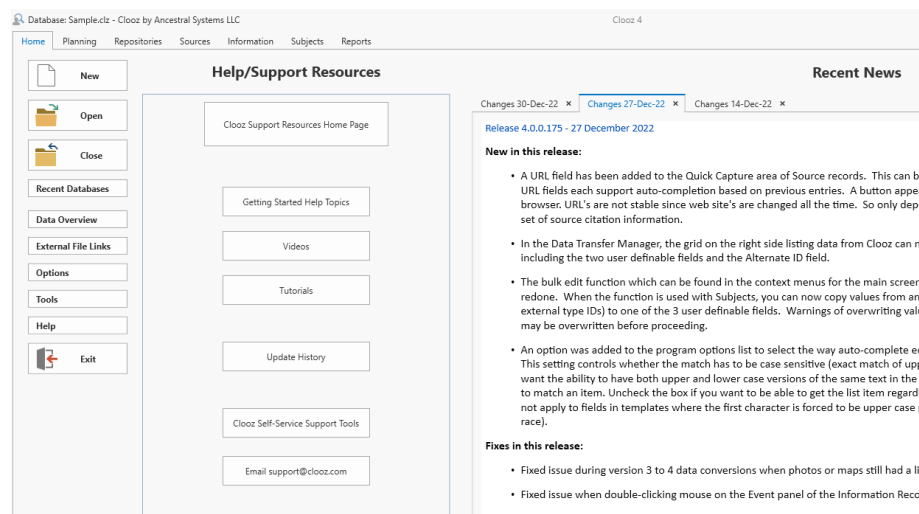 Database: Sample.clz - Clooz by Ancestral Systems LLC
Clooz 4
Home Planning Repositories Sources Information Subjects Reports
New
Open
Close
Recent Databases
Data Overview
External File Links
Options
Tools
Help
Exit
Help/Support Resources
Clooz Support Resources Home Page
Getting Started Help Topics
Videos
Tutorials
Update History
Clooz Self-Service Support Tools
Email support@clooz.com
Recent News
Changes 30-Dec-22 × Changes 27-Dec-22 × Changes 14-Dec-22 ×
Release 4.0.0.175 - 27 December 2022
New in this release:
• A URL field has been added to the Quick Capture area of Source records. This can
URL fields each support auto-completion based on previous entries. A button
browser. URL's are not stable since web site's are changed all the time. So only
set of source citation information.
• In the Data Transfer Manager, the grid on the right side listing data from Clooz can
including the two user definable fields and the Alternate ID field.
• The bulk edit function which can be found in the context menus for the main
redone. When the function is used with Subjects, you can now copy values from
external type IDs) to one of the 3 user definable fields. Warnings of overwriting
may be overwritten before proceeding.
• An option was added to the program options list to select the way auto-complete
This setting controls whether the match has to be case sensitive (exact match of
want the ability to have both upper and lower case versions of the same text in the
to match an item. Uncheck the box if you want to be able to get the list item
not apply to fields in templates where the first character is forced to be upper case
race).
Fixes in this release:
• Fixed issue during version 3 to 4 data conversions when photos or maps still had a
• Fixed issue when double-clicking mouse on the Event panel of the Information